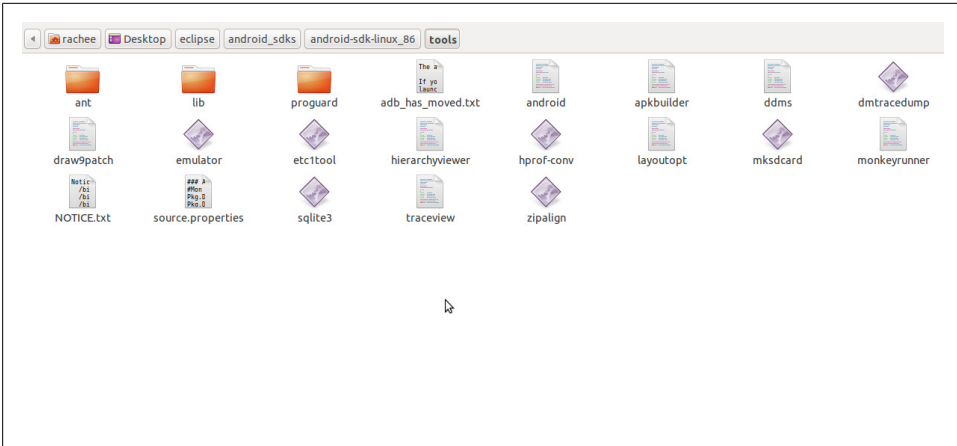 rachee Desktop eclipse android_sdks android-sdk-linux_86 tools
The a
If yo
launc
ant lib proguard adb_has_moved.txt android apkbuilder ddms dmtracedump
draw9patch emulator etc1tool hierarchyviewer hprof-conv layoutopt mksdcard monkeyrunner
Notic ### A
/bi #Mon
/bi Pkg.D
/bi Pkg.D
NOTICE.txt source.properties sqlite3 traceview zipalign